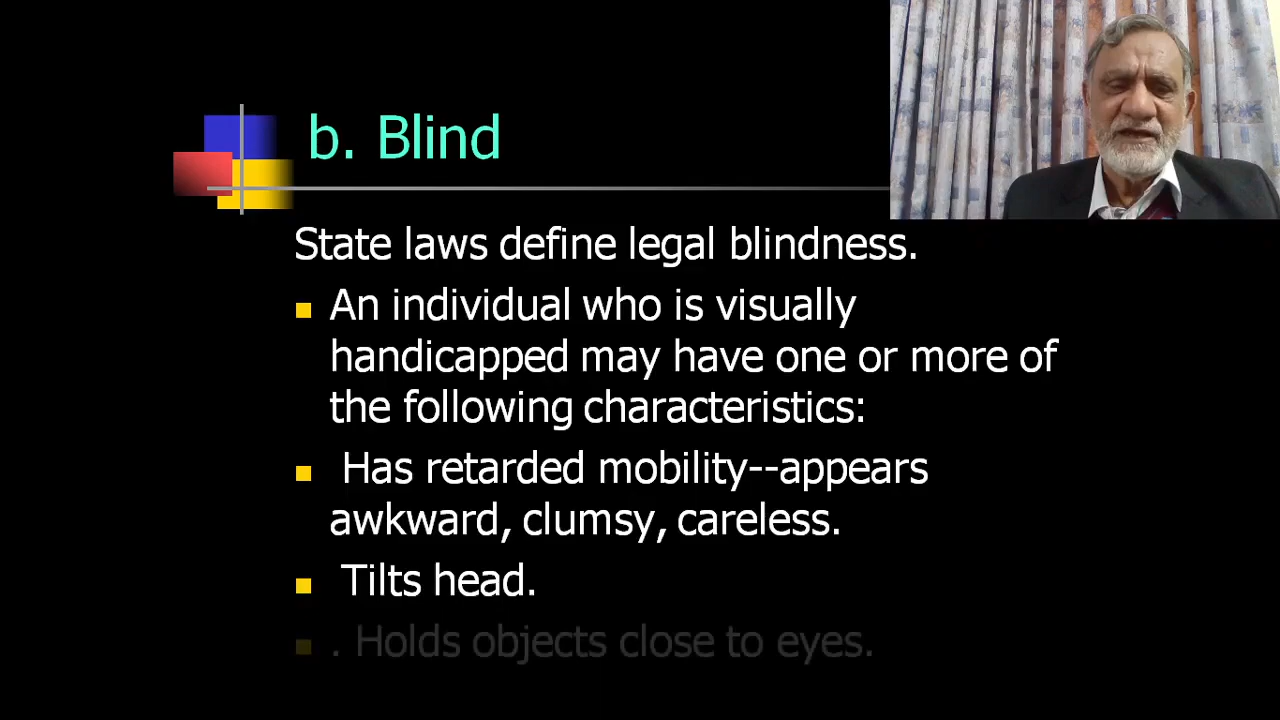 b. Blind
State laws define legal blindness.
An individual who is visually
handicapped may have one or more of
the following characteristics:
Has retarded mobility--appears
awkward, clumsy, careless.
Tilts head.
. Holds objects close to eyes.